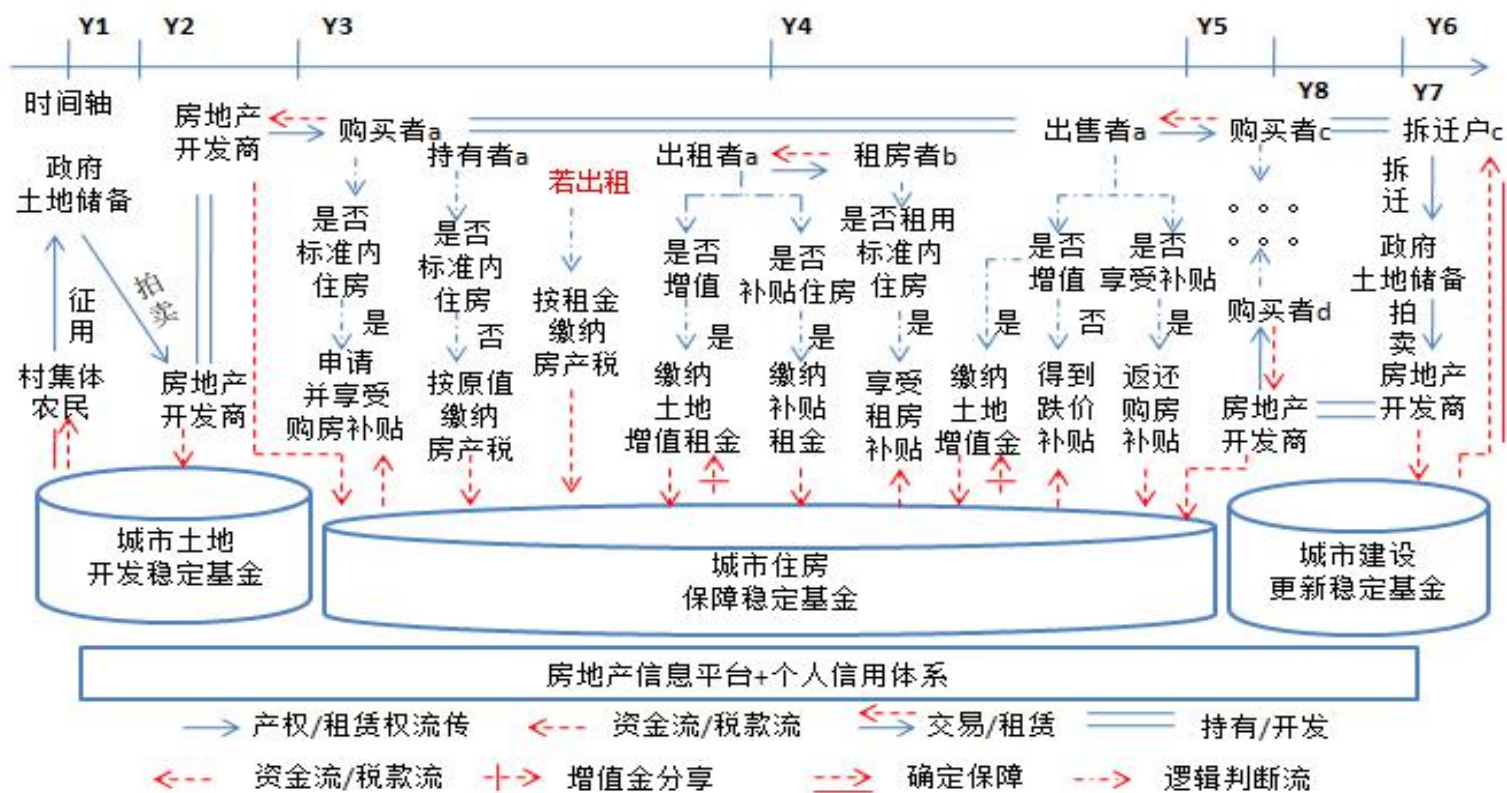 Y1
Y2
Y3
Y4
Y5
Y6
Y8
Y7
时间轴
政府
土地储备
征用
拍卖
村集体
农民
房地产
开发商
房地产
开发商
购买者a
是否
标准内
住房
是
申请
并享受
购房补贴
持有者a
是否
标准内
住房
否
按原值
缴纳
房产税
若出租
按租金
缴纳
房产税
出租者a
是否
增值
是
缴纳
土地
增值租金
是否
补贴住房
是
缴纳
补贴
租金
租房者b
是否租用
标准内
住房
是
享受
租房
补贴
出售者a
是否
增值
是
缴纳
土地
增值金
否
得到
跌价
补贴
是否
享受补贴
是
返还
购房
补贴
购买者c
。。。
。。。
购买者d
房地产
开发商
拆迁户c
拆
迁
政府
土地储备
拍
卖
房地产
开发商
城市土地
开发稳定基金
城市住房
保障稳定基金
城市建设
更新稳定基金
房地产信息平台+个人信用体系
产权/租赁权流传
资金流/税款流
交易/租赁
持有/开发
资金流/税款流
增值金分享
确定保障
逻辑判断流